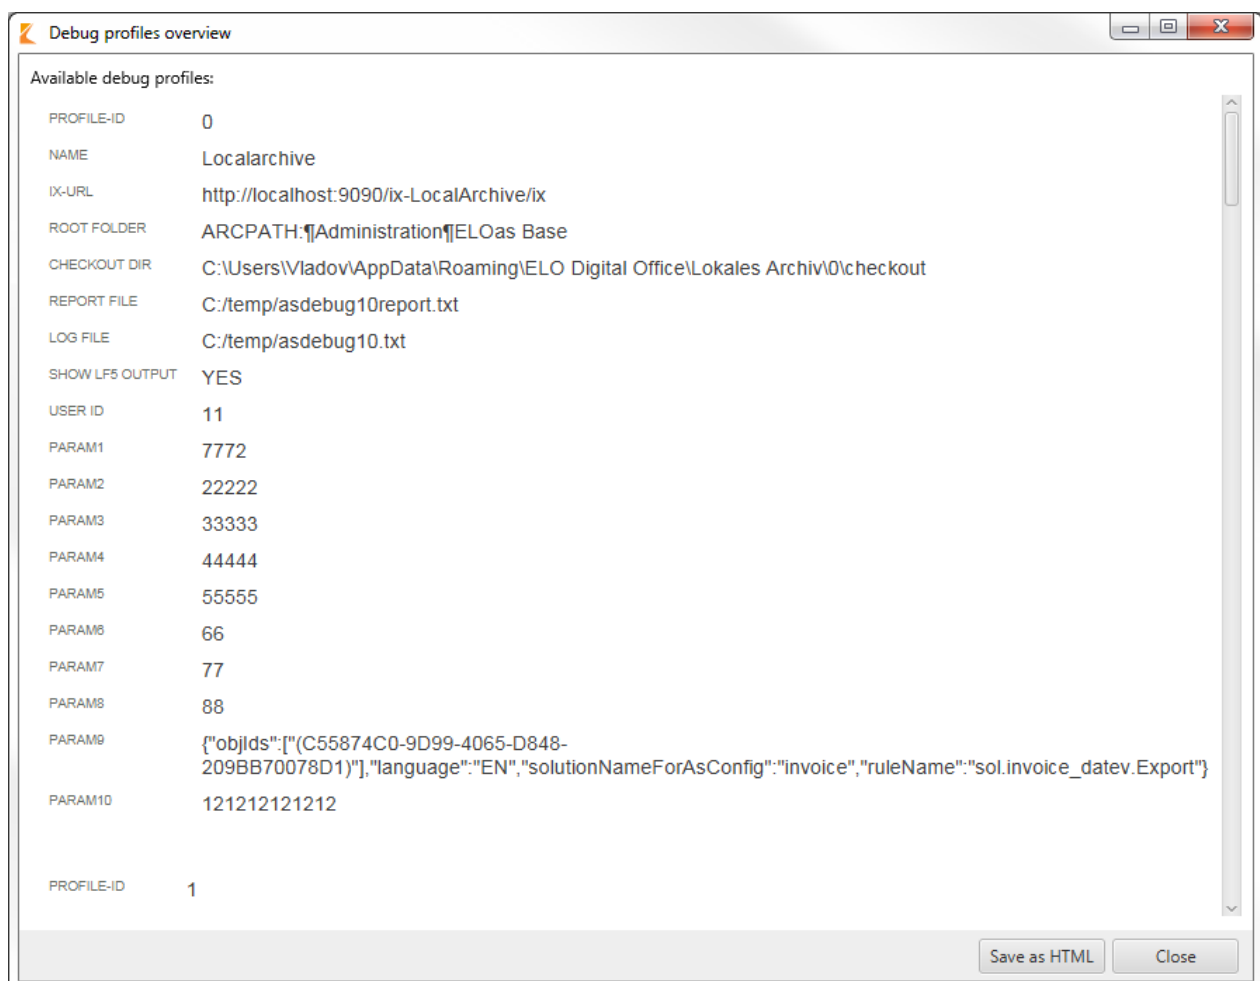 Debug profiles overview
Available debug profiles:
PROFILE-ID 0
NAME Localarchive
IX-URL http://localhost:9090/ix-LocalArchive/ix
ROOT FOLDER ARCPATH:¶Administration¶ELOas Base
CHECKOUT DIR C:\Users\Vladov\AppData\Roaming\ELO Digital Office\Lokales Archiv\0\checkout
REPORT FILE C:/temp/asdebug10report.txt
LOG FILE C:/temp/asdebug10.txt
SHOW LF5 OUTPUT YES
USER ID 11
PARAM1 7772
PARAM2 22222
PARAM3 33333
PARAM4 44444
PARAM5 55555
PARAM6 66
PARAM7 77
PARAM8 88
PARAM9 {"objIds":["(C55874C0-9D99-4065-D848-
209BB70078D1)"],"language":"EN","solutionNameForAsConfig":"invoice","ruleName":"sol.invoice_datev.Export"}
PARAM10 121212121212
PROFILE-ID 1
Save as HTML Close